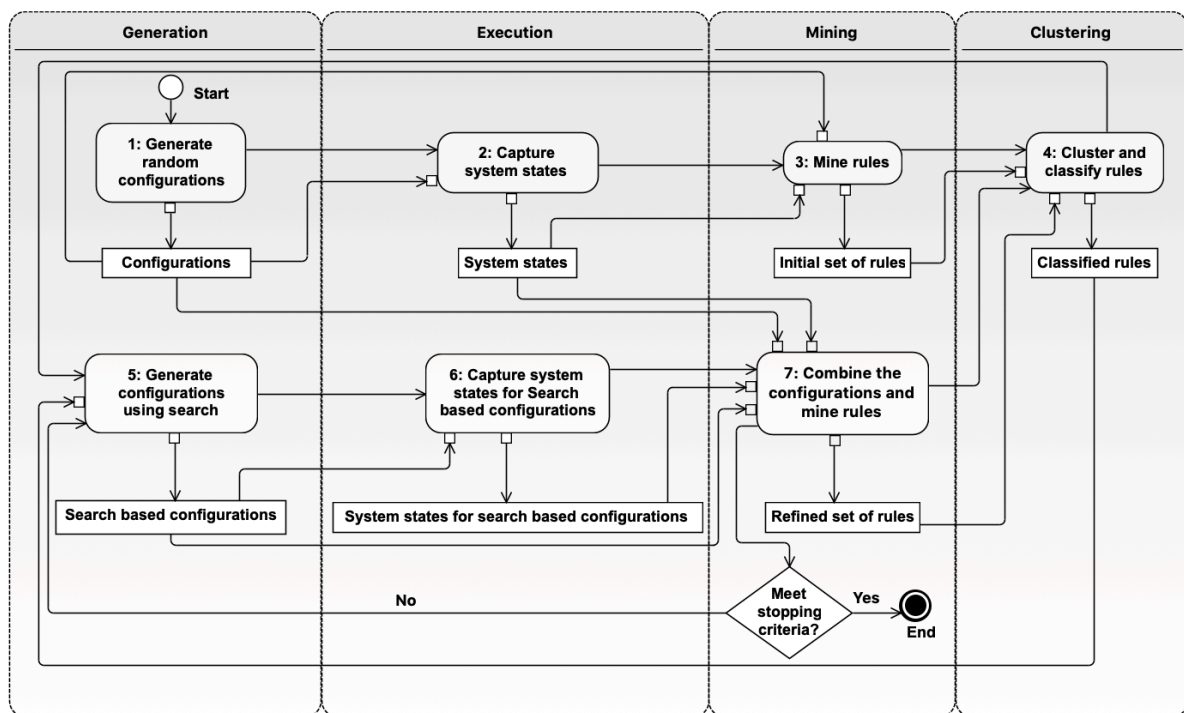 Generation
Execution
Mining
Clustering
Start
1: Generate
random
configurations
2: Capture
system states
3: Mine rules
4: Cluster and
classify rules
Configurations
System states
Initial set of rules
Classified rules
5: Generate
configurations
using search
6: Capture system
states for Search
based configurations
7: Combine the
configurations and
mine rules
Search based configurations
System states for search based configurations
Refined set of rules
No
Meet
stopping
criteria?
Yes
End